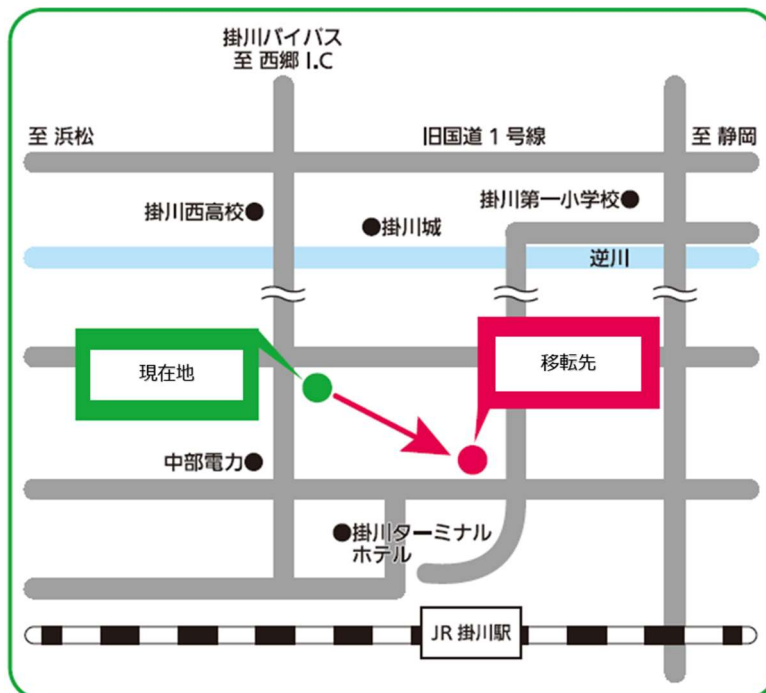 掛川バイパス
至 西郷 I.C
至 浜松
旧国道 1 号線
至 静岡
掛川西高校
掛川城
掛川第一小学校
逆川
現在地
移転先
中部電力
掛川ターミナル
ホテル
JR 掛川駅